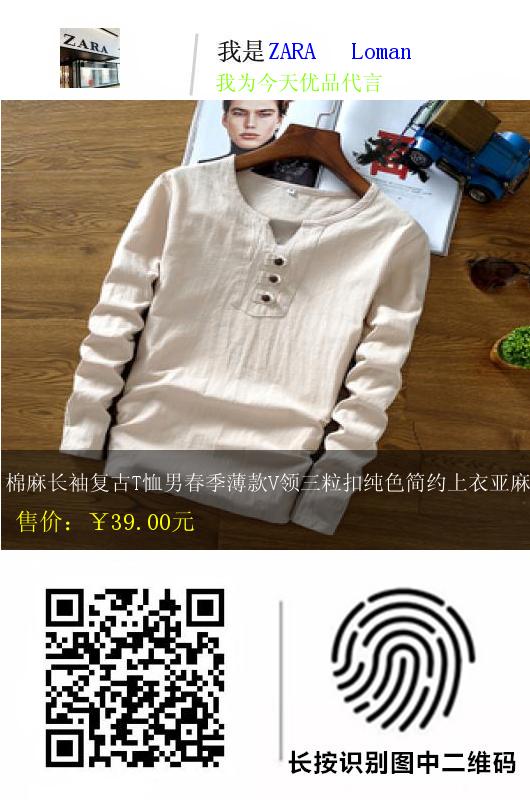 ZARA
我是ZARA Loman
我为今天优品代言
棉麻长袖复古T恤男春季薄款V领三粒扣纯色简约上衣亚麻
售价：￥39.00元
长按识别图中二维码